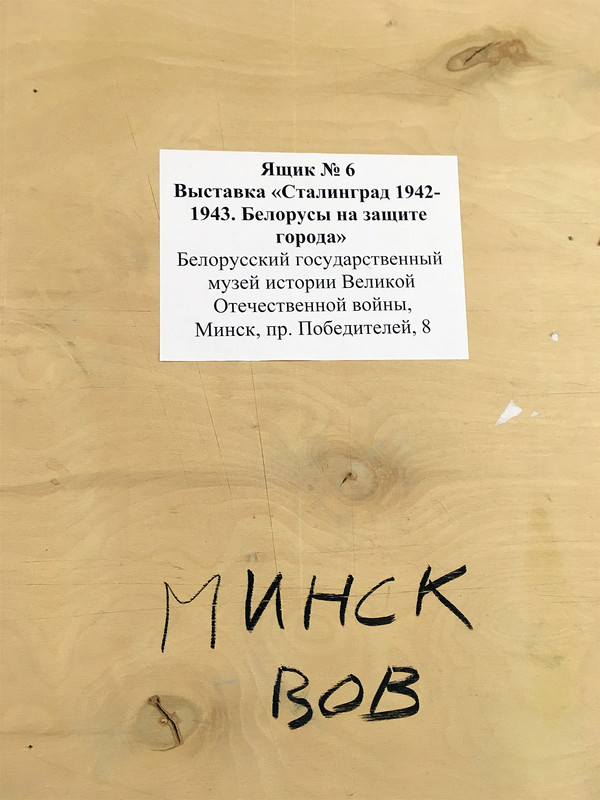 Ящик № 6
Выставка «Сталинград 1942-
1943. Белорусы на защите
города»
Белорусский государственный
музей истории Великой
Отечественной войны,
Минск, пр. Победителей, 8
МИНСК
ВОВ